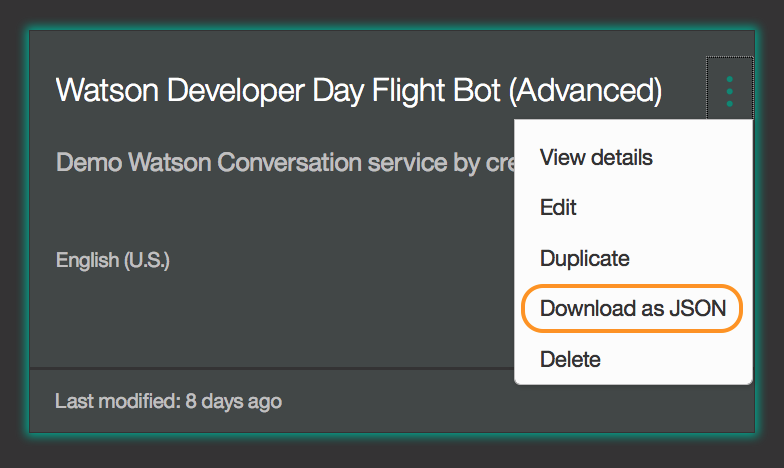 Watson Developer Day Flight Bot (Advanced)
Demo Watson Conversation service by cre
English (U.S.)
Last modified: 8 days ago
View details
Edit
Duplicate
Download as JSON
Delete